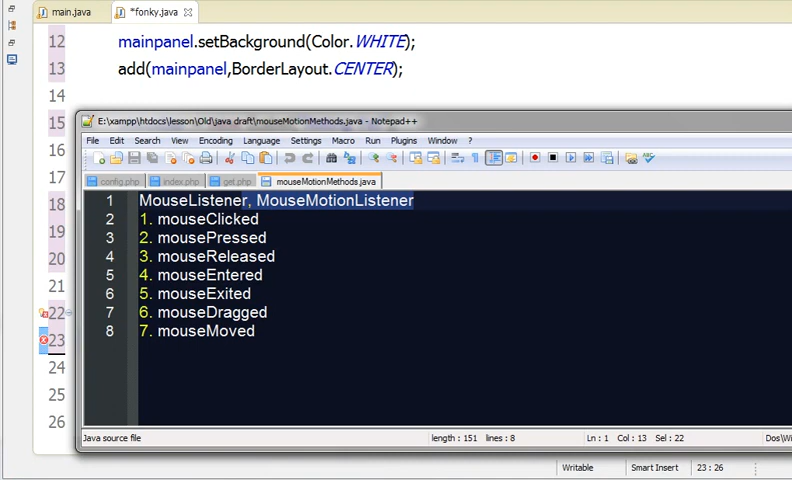 main.java
*fonky.java
12 mainpanel.setBackground(Color.WHITE);
13 add(mainpanel,BorderLayout.CENTER);
14
15
16
17
18
19
20
21
22
23
24
25
26
E:\xampp\htdocs\lesson\Old\java draft\mouseMotionMethods.java - Notepad++
File Edit Search View Encoding Language Settings Macro Run Plugins Window ?
config.php index.php get.php mouseMotionMethods.java
1 MouseListener, MouseMotionListener
2 1. mouseClicked
3 2. mousePressed
4 3. mouseReleased
5 4. mouseEntered
6 5. mouseExited
7 6. mouseDragged
8 7. mouseMoved
Java source file length : 151 lines : 8 Ln : 1 Col : 13 Sel : 22
Writable Smart Insert 23 : 26